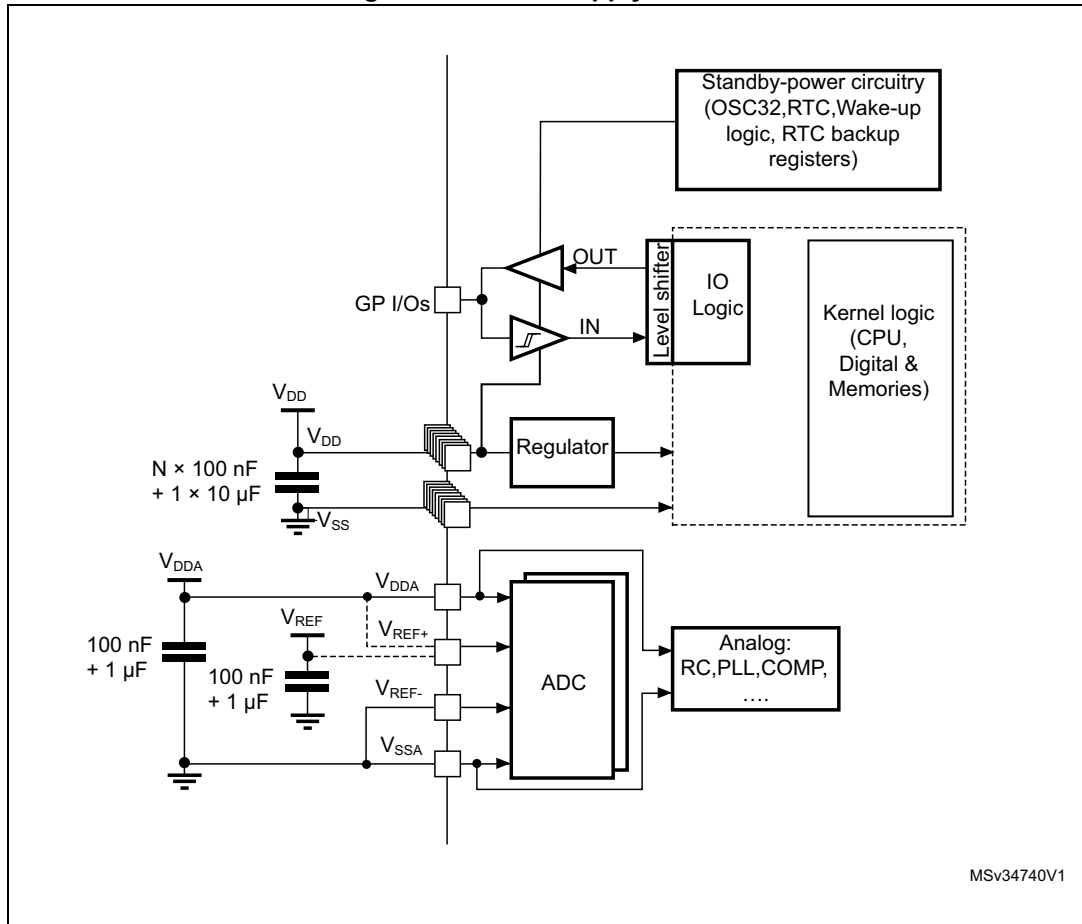 Standby-power circuitry
(OSC32,RTC,Wake-up
logic, RTC backup
registers)
OUT
IN
GP I/Os
Level shifter
IO
Logic
Kernel logic
(CPU,
Digital &
Memories)
VDD
VDD
Regulator
N × 100 nF
+ 1 × 10 µF
VSS
VDDA
VDDA
VREF
VREF+
100 nF
+ 1 µF
100 nF
+ 1 µF
VREF-
VSSA
ADC
Analog:
RC,PLL,COMP,
....
MSv34740V1